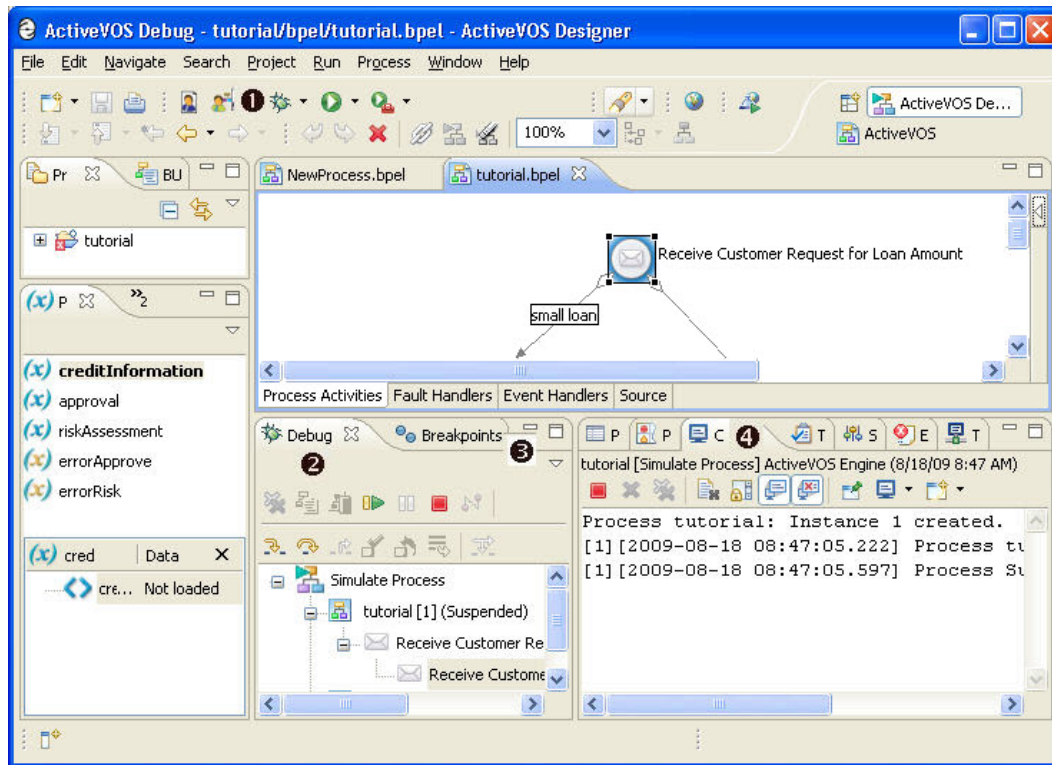 ActiveVOS Debug - tutorial/bpel/tutorial.bpel - ActiveVOS Designer
File Edit Navigate Search Project Run Process Window Help
❶
ActiveVOS De...
100%
ActiveVOS
Pr
BU
NewProcess.bpel
tutorial.bpel
tutorial
Receive Customer Request for Loan Amount
small loan
(x) P
»2
(x) creditInformation
(x) approval
(x) riskAssessment
(x) errorApprove
(x) errorRisk
Process Activities Fault Handlers Event Handlers Source
Debug
Breakpoints
❷
❸
P
P
C
❹
T
S
E
T
tutorial [Simulate Process] ActiveVOS Engine (8/18/09 8:47 AM)
Process tutorial: Instance 1 created.
[1][2009-08-18 08:47:05.222] Process tu
[1][2009-08-18 08:47:05.597] Process Su
(x) cred Data X
cre... Not loaded
Simulate Process
tutorial [1] (Suspended)
Receive Customer Re
Receive Custome